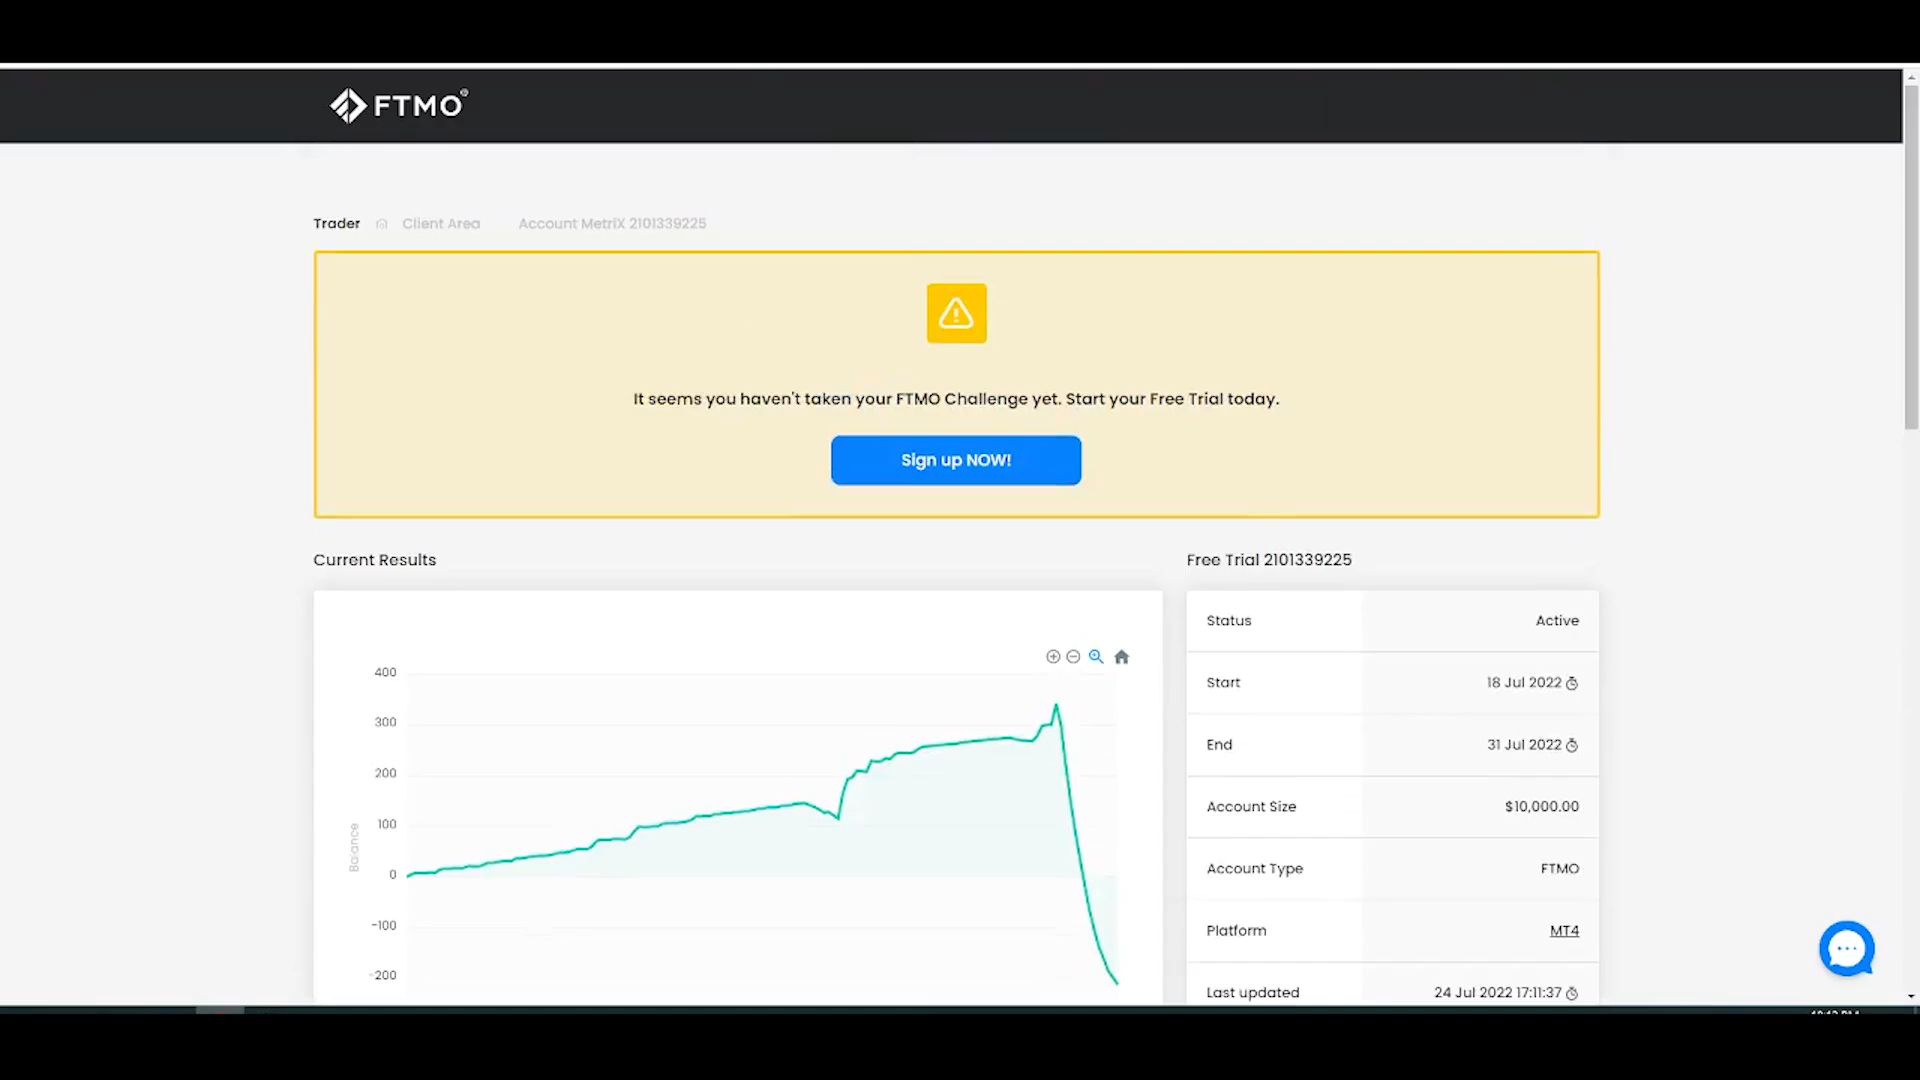 FTMO
Trader Client Area Account MetriX 2101339225
It seems you haven't taken your FTMO Challenge yet. Start your Free Trial today.
Sign up NOW!
Current Results
400
300
200
100
0
-100
-200
Balance
Free Trial 2101339225
Status Active
Start 18 Jul 2022
End 31 Jul 2022
Account Size $10,000.00
Account Type FTMO
Platform MT4
Last updated 24 Jul 2022 17:11:37